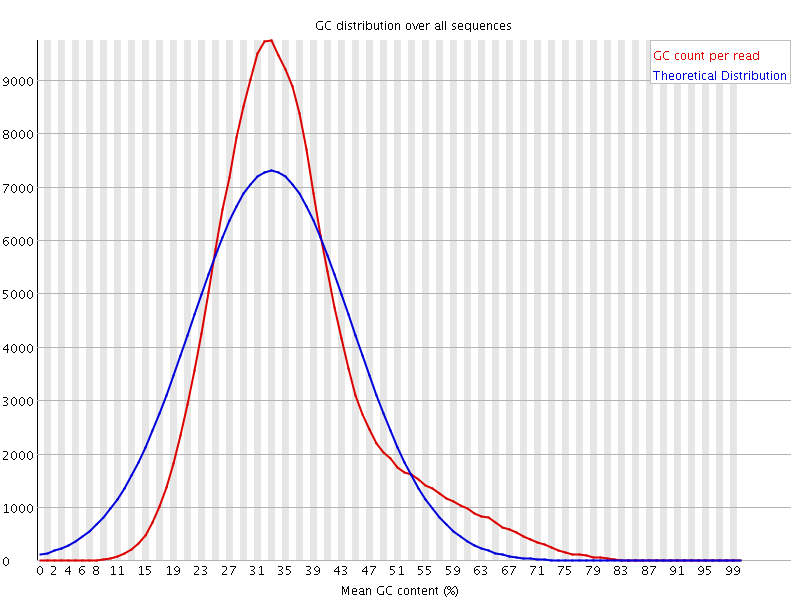 GC distribution over all sequences
GC count per read
Theoretical Distribution
9000
8000
7000
6000
5000
4000
3000
2000
1000
0
0 2 4 6 8 11 15 19 23 27 31 35 39 43 47 51 55 59 63 67 71 75 79 83 87 91 95 99
Mean GC content (%)